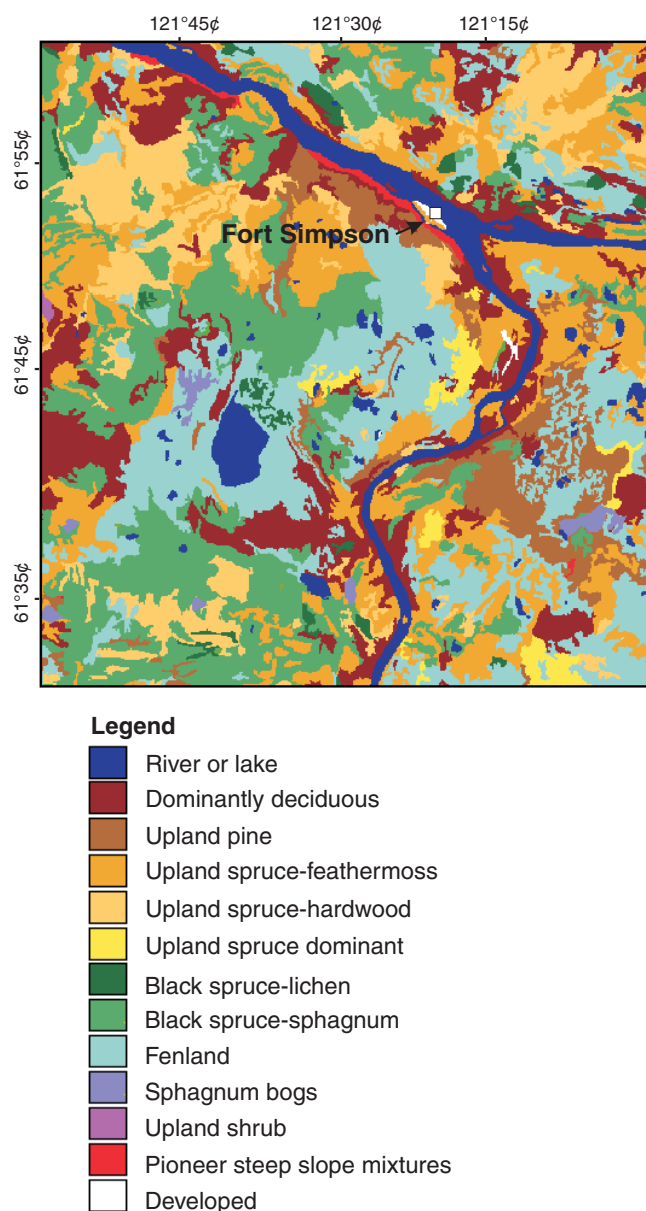 121°45¢ 121°30¢ 121°15¢
61°55¢
Fort Simpson
61°45¢
61°35¢
Legend
River or lake
Dominantly deciduous
Upland pine
Upland spruce-feathermoss
Upland spruce-hardwood
Upland spruce dominant
Black spruce-lichen
Black spruce-sphagnum
Fenland
Sphagnum bogs
Upland shrub
Pioneer steep slope mixtures
Developed